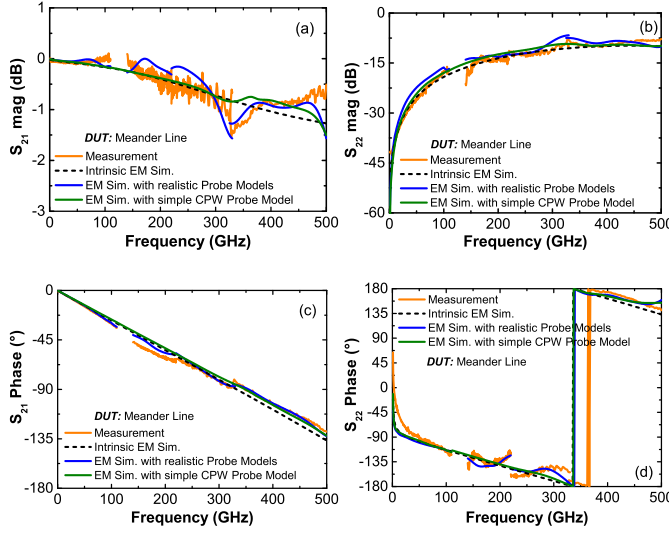 (a)
S21 mag (dB)
1
0
-1
-2
-3
DUT: Meander Line
Measurement
Intrinsic EM Sim.
EM Sim. with realistic Probe Models
EM Sim. with simple CPW Probe Model
0 100 200 300 400 500
Frequency (GHz)
(b)
S22 mag (dB)
0
-15
-30
-45
-60
DUT: Meander Line
Measurement
Intrinsic EM Sim.
EM Sim. with realistic Probe Models
EM Sim. with simple CPW Probe Model
0 100 200 300 400 500
Frequency (GHz)
(c)
S21 Phase (°)
0
-45
-90
-135
-180
DUT: Meander Line
Measurement
Intrinsic EM Sim.
EM Sim. with realistic Probe Models
EM Sim. with simple CPW Probe Model
0 100 200 300 400 500
Frequency (GHz)
S22 Phase (°)
180
135
90
45
0
-45
-90
-135
-180
Measurement
Intrinsic EM Sim.
EM Sim. with realistic Probe Models
EM Sim. with simple CPW Probe Model
DUT: Meander Line
(d)
0 100 200 300 400 500
Frequency (GHz)